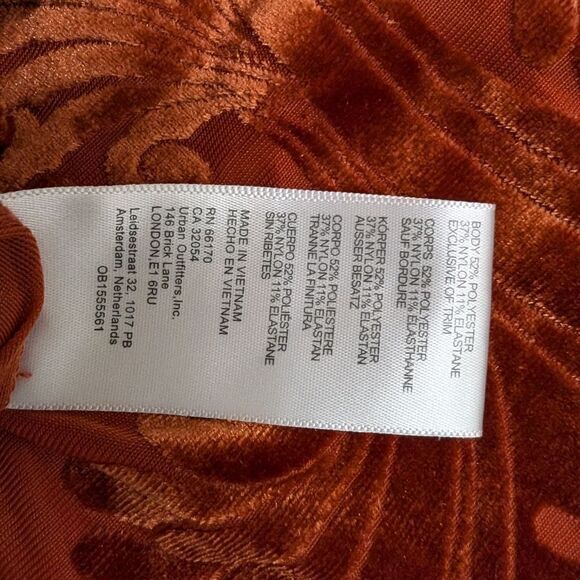 BODY 52% POLYESTER
37% NYLON 11% ELASTANE
EXCLUSIVE OF TRIM
CORPS 52% POLYESTER
37% NYLON 11% ELASTHANNE
SAUF BORDURE
KÖRPER 52% POLYESTER
37% NYLON 11% ELASTAN
AUSSER BESATZ
CORPO 52% POLIESTERE
37% NYLON 11% ELASTAN
TRANNE LA FINITURA
CUERPO 52% POLIÉSTER
37% NYLON 11% ELASTANE
SIN RIBETES
MADE IN VIETNAM
HECHO EN VIETNAM
RN 66170
CA 32054
Urban Outfitters,Inc.
146 Brick Lane
LONDON,E1 6RU
Leidsestraat 32, 1017 PB
Amsterdam, Netherlands
OB1555561